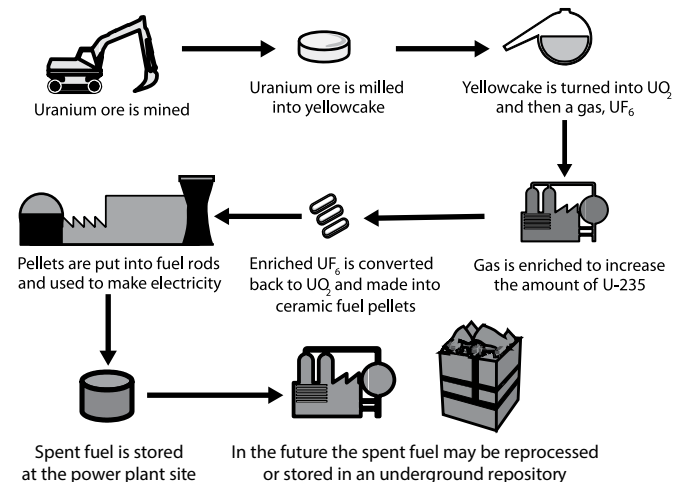 Uranium ore is mined
Uranium ore is milled
into yellowcake
Yellowcake is turned into UO₂
and then a gas, UF₆
Gas is enriched to increase
the amount of U-235
Enriched UF₆ is converted
back to UO₂ and made into
ceramic fuel pellets
Pellets are put into fuel rods
and used to make electricity
Spent fuel is stored
at the power plant site
In the future the spent fuel may be reprocessed
or stored in an underground repository